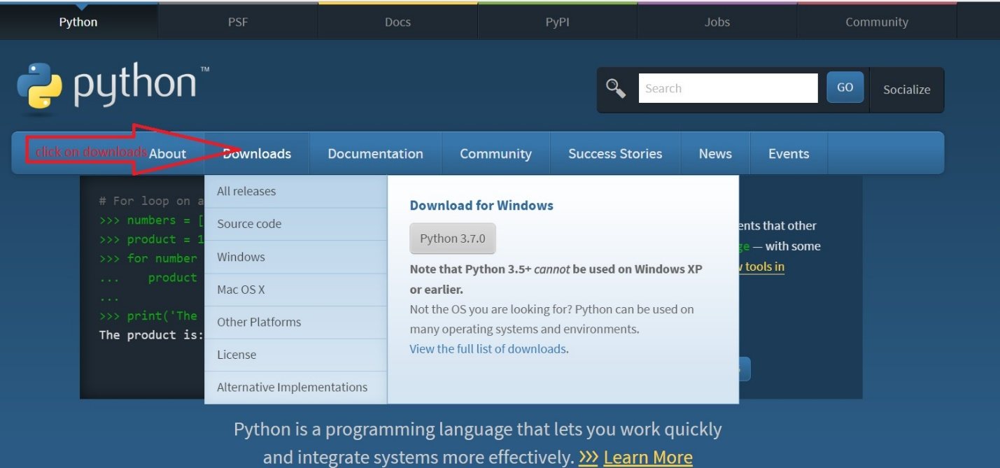 Python PSF Docs PyPI Jobs Community
python™
Search GO Socialize
click on downloads About Downloads Documentation Community Success Stories News Events
# For loop on a
>>> numbers = [
>>> product = 1
>>> for number
... product
...
>>> print('The
The product is:
All releases
Source code
Windows
Mac OS X
Other Platforms
License
Alternative Implementations
Download for Windows
Python 3.7.0
Note that Python 3.5+ cannot be used on Windows XP
or earlier.
Not the OS you are looking for? Python can be used on
many operating systems and environments.
View the full list of downloads.
ents that other
ge — with some
tools in
Python is a programming language that lets you work quickly
and integrate systems more effectively. >>> Learn More